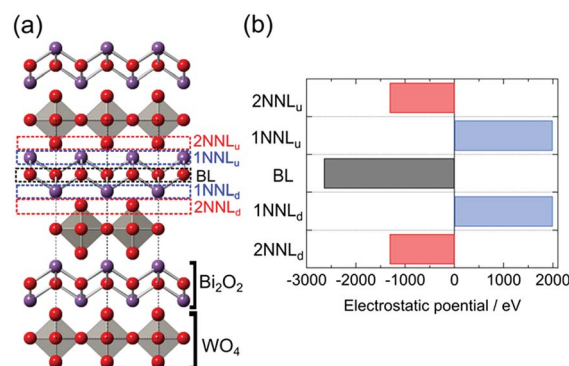 (a)
2NNLu
1NNLu
BL
1NNLd
2NNLd
Bi2O2
WO4
(b)
2NNLu
1NNLu
BL
1NNLd
2NNLd
-3000 -2000 -1000 0 1000 2000
Electrostatic potential / eV